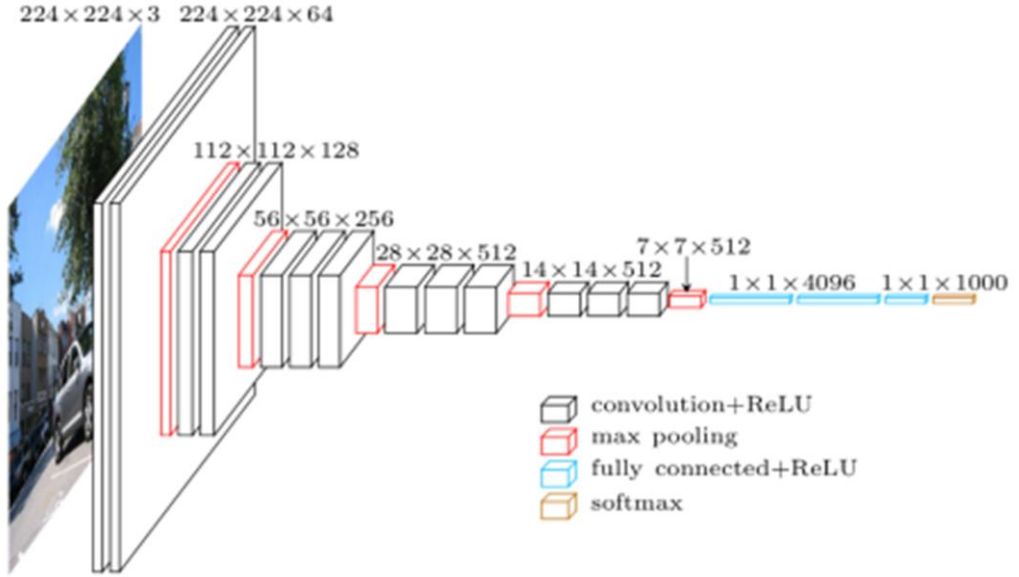 224×224×3
224×224×64
112×112×128
56×56×256
28×28×512
14×14×512
7×7×512
1×1×4096
1×1×1000
convolution+ReLU
max pooling
fully connected+ReLU
softmax